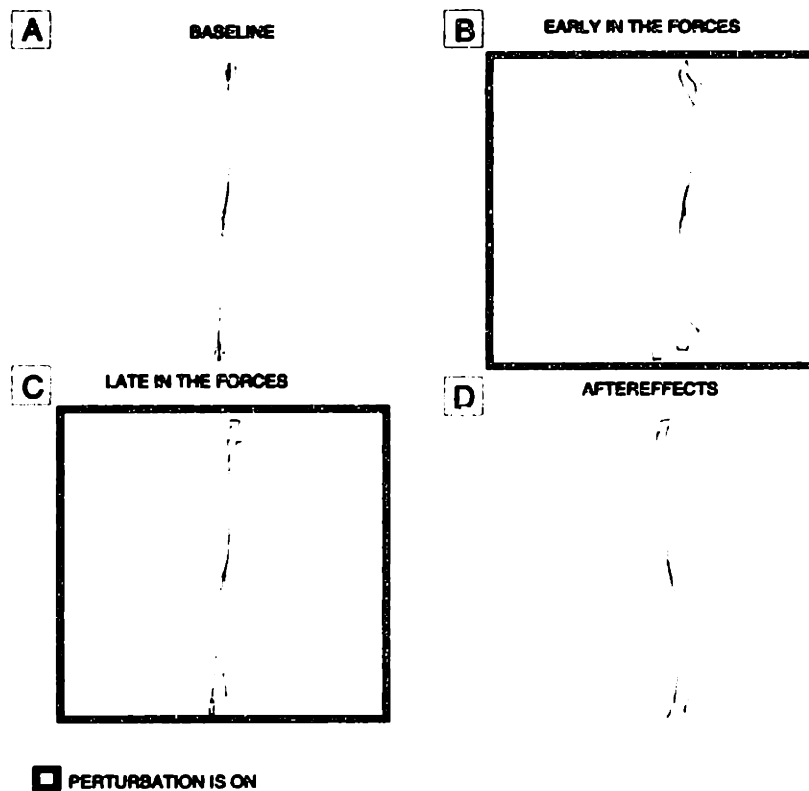 A
BASELINE
B
EARLY IN THE FORCES
C
LATE IN THE FORCES
D
AFTEREFFECTS
PERTURBATION IS ON